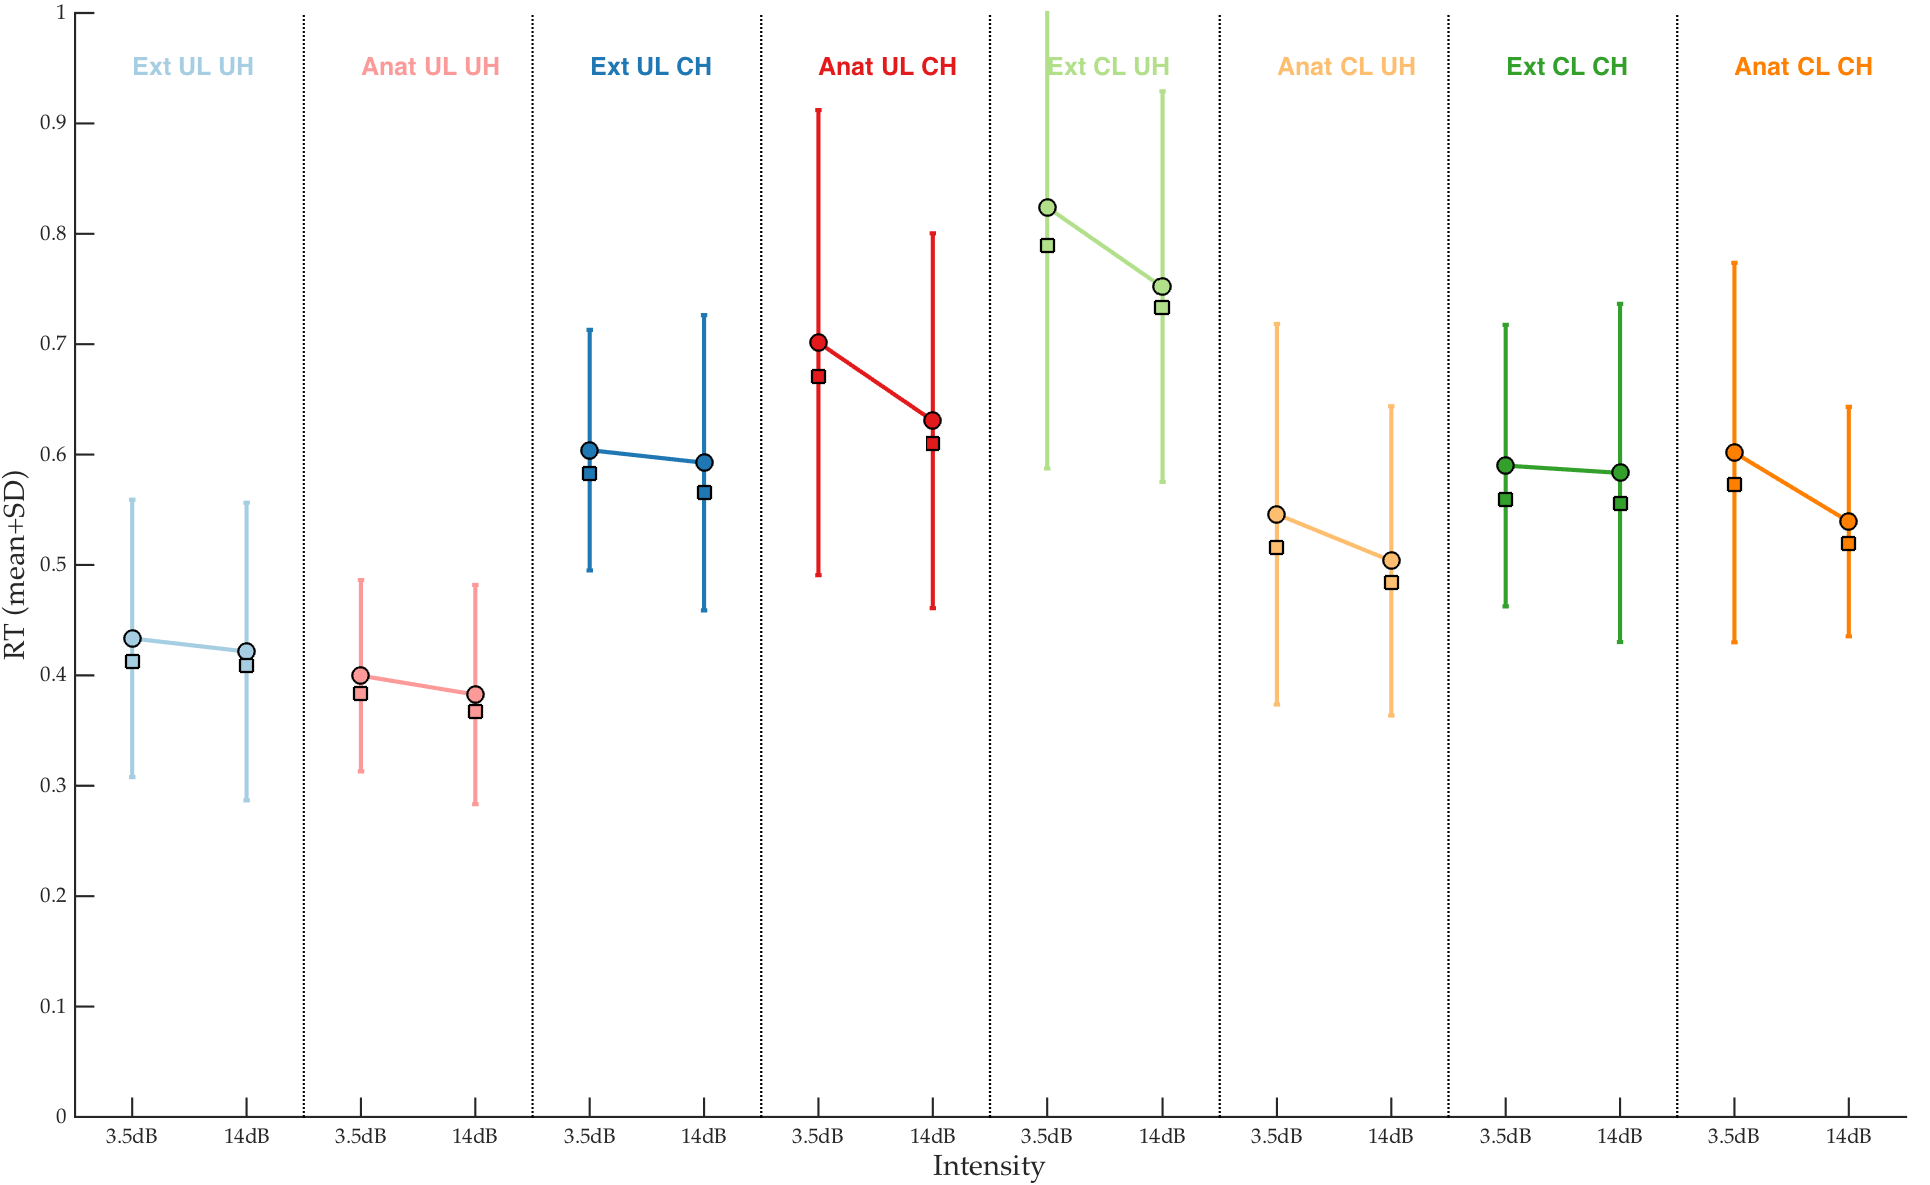 1
Ext UL UH Anat UL UH Ext UL CH Anat UL CH Ext CL UH Anat CL UH Ext CL CH Anat CL CH
0.9
0.8
0.7
0.6
0.5
0.4
0.3
0.2
0.1
0
RT (mean+SD)
3.5dB 14dB 3.5dB 14dB 3.5dB 14dB 3.5dB 14dB 3.5dB 14dB 3.5dB 14dB 3.5dB 14dB 3.5dB 14dB
Intensity